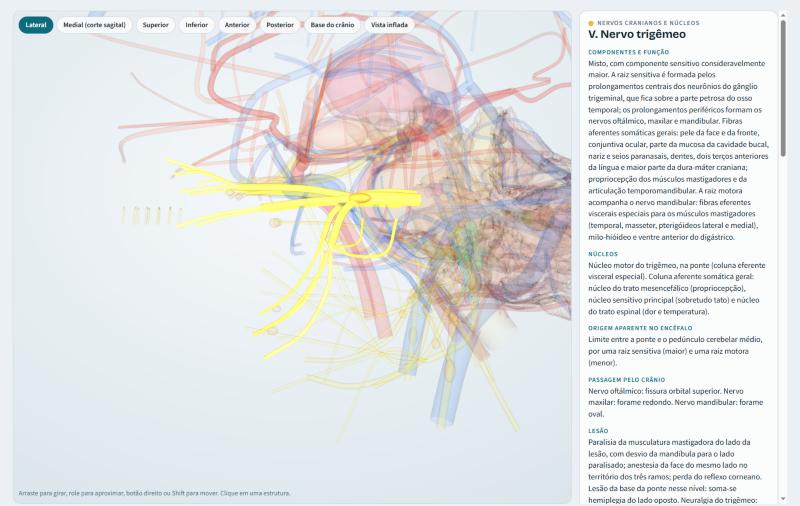 Lateral
Medial (corte sagital)
Superior
Inferior
Anterior
Posterior
Base do crânio
Vista inflada
NERVOS CRANIANOS E NÚCLEOS
V. Nervo trigêmeo
COMPONENTES E FUNÇÃO
Misto, com componente sensitivo consideravelmente
maior. A raiz sensitiva é formada pelos
prolongamentos centrais dos neurônios do gânglio
trigeminal, que fica sobre a parte petrosa do osso
temporal; os prolongamentos periféricos formam os
nervos oftálmico, maxilar e mandibular. Fibras
aferentes somáticas gerais: pele da face e da fronte,
conjuntiva ocular, parte da mucosa da cavidade bucal,
nariz e seios paranasais, dentes, dois terços anteriores
da língua e maior parte da dura-máter craniana;
propriocepção dos músculos mastigadores e da
articulação temporomandibular. A raiz motora
acompanha o nervo mandibular: fibras eferentes
viscerais especiais para os músculos mastigadores
(temporal, masseter, pterigóideos lateral e medial),
milo-hióideo e ventre anterior do digástrico.
NÚCLEOS
Núcleo motor do trigêmeo, na ponte (coluna eferente
visceral especial). Coluna aferente somática geral:
núcleo do trato mesencefálico (propriocepção),
núcleo sensitivo principal (sobretudo tato) e núcleo
do trato espinal (dor e temperatura).
ORIGEM APARENTE NO ENCÉFALO
Limite entre a ponte e o pedúnculo cerebelar médio,
por uma raiz sensitiva (maior) e uma raiz motora
(menor).
PASSAGEM PELO CRÂNIO
Nervo oftálmico: fissura orbital superior. Nervo
maxilar: forame redondo. Nervo mandibular: forame
oval.
LESÃO
Paralisia da musculatura mastigadora do lado da
lesão, com desvio da mandíbula para o lado
paralisado; anestesia da face do mesmo lado no
território dos três ramos; perda do reflexo corneano.
Lesão da base da ponte nesse nível: soma-se
hemiplegia do lado oposto. Neuralgia do trigêmeo:
Arraste para girar, role para aproximar, botão direito ou Shift para mover. Clique em uma estrutura.